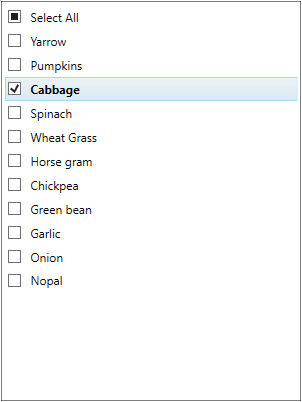 Select All
Yarrow
Pumpkins
Cabbage
Spinach
Wheat Grass
Horse gram
Chickpea
Green bean
Garlic
Onion
Nopal